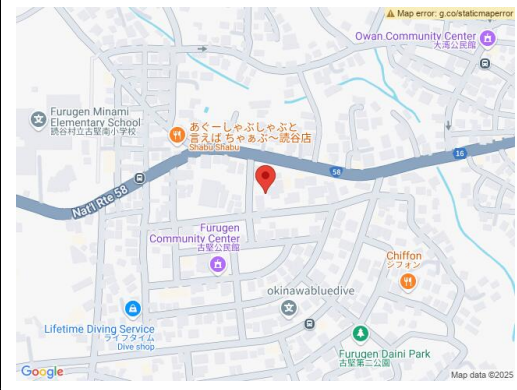 Map error: g.co/staticmaperror
Owan Community Center
大湾公民館
Furugen Minami
Elementary School
読谷村立古堅南小学校
あぐーしゃぶしゃぶと
言えば ちゃぁぶ〜読谷店
Shabu Shabu
16
58
Nat'l Rte 58
Furugen
Community Center
古堅公民館
Chiffon
シフォン
okinawabluedive
Lifetime Diving Service
ライフタイム
Dive shop
Furugen Daini Park
古堅第二公園
Google
Map data ©2025